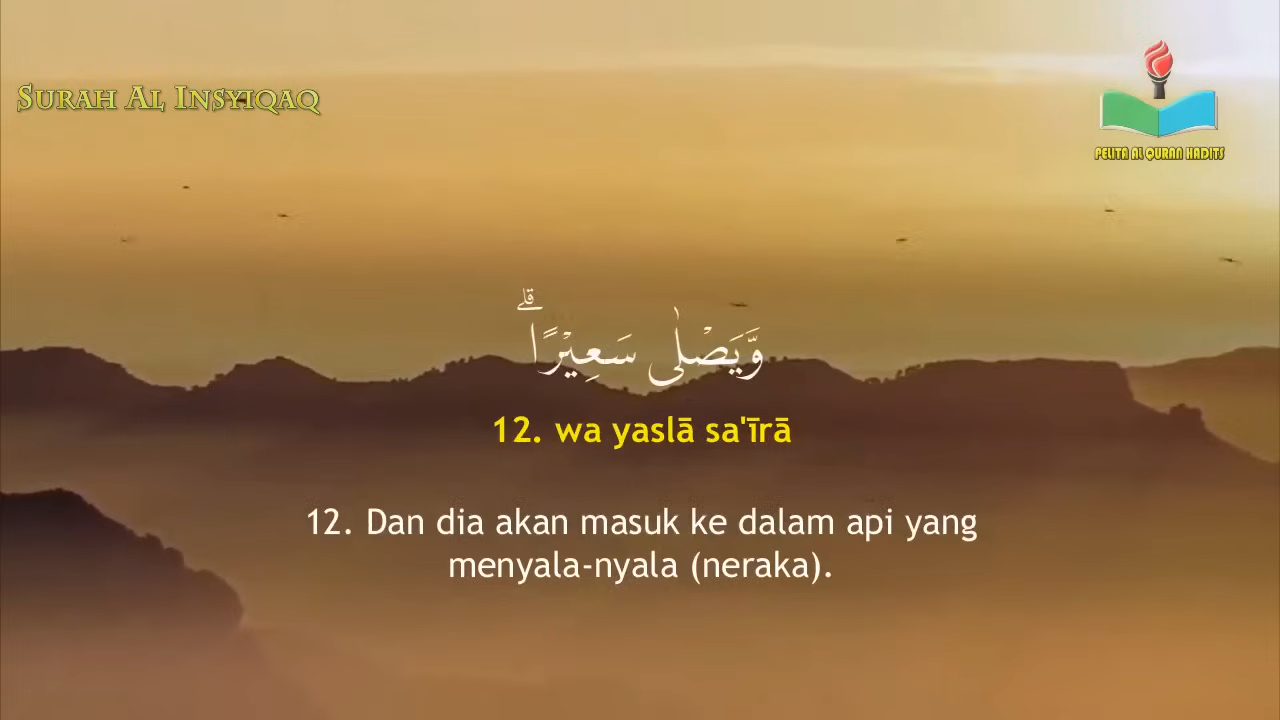 SURAH AL INSYIQAQ
PELITA AL QURAN HADITS
وَّيَصْلٰى سَعِيْرًاۗ
12. wa yaslā sa'īrā
12. Dan dia akan masuk ke dalam api yang
menyala-nyala (neraka).